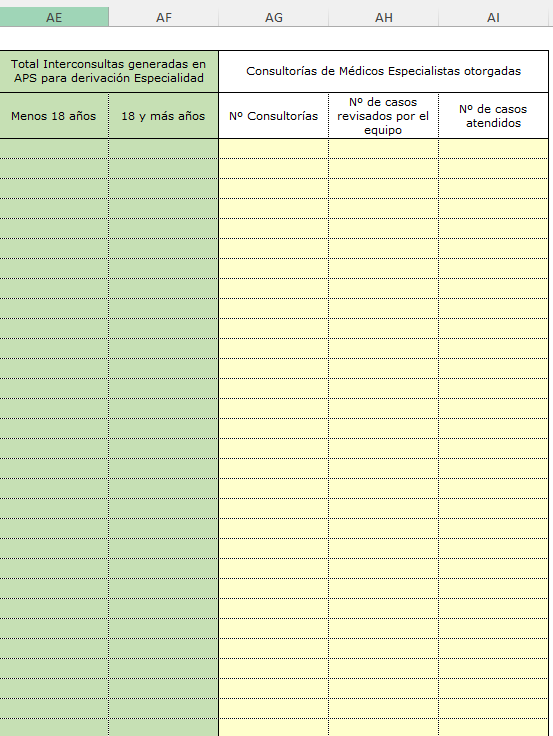 AE AF AG AH AI
Total Interconsultas generadas en
APS para derivación Especialidad
Consultorías de Médicos Especialistas otorgadas
Menos 18 años
18 y más años
Nº Consultorías
Nº de casos
revisados por el
equipo
Nº de casos
atendidos